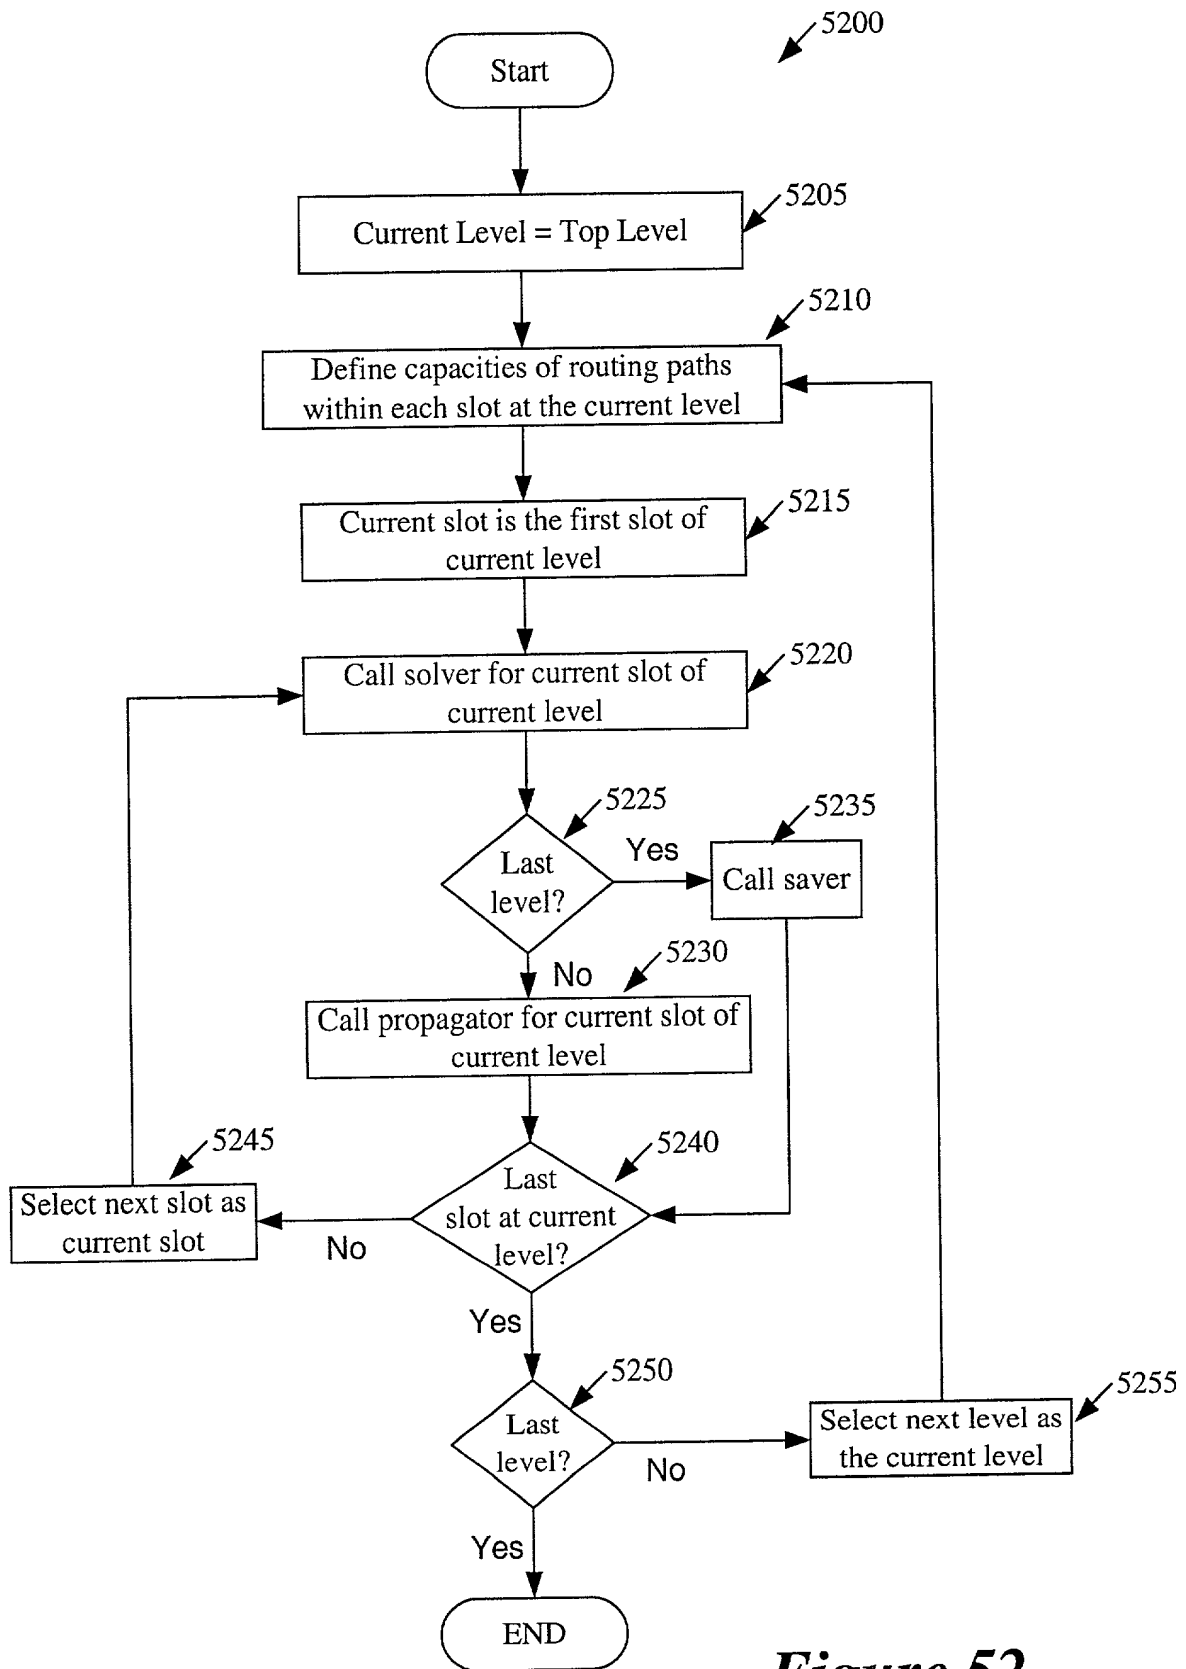 5200
Start
5205
Current Level = Top Level
5210
Define capacities of routing paths
within each slot at the current level
5215
Current slot is the first slot of
current level
5220
Call solver for current slot of
current level
5225
5235
Last
level?
Yes
Call saver
No
5230
Call propagator for current slot of
current level
5245
5240
Select next slot as
current slot
No
Last
slot at current
level?
Yes
5250
5255
Last
level?
No
Select next level as
the current level
Yes
END
Figure 52